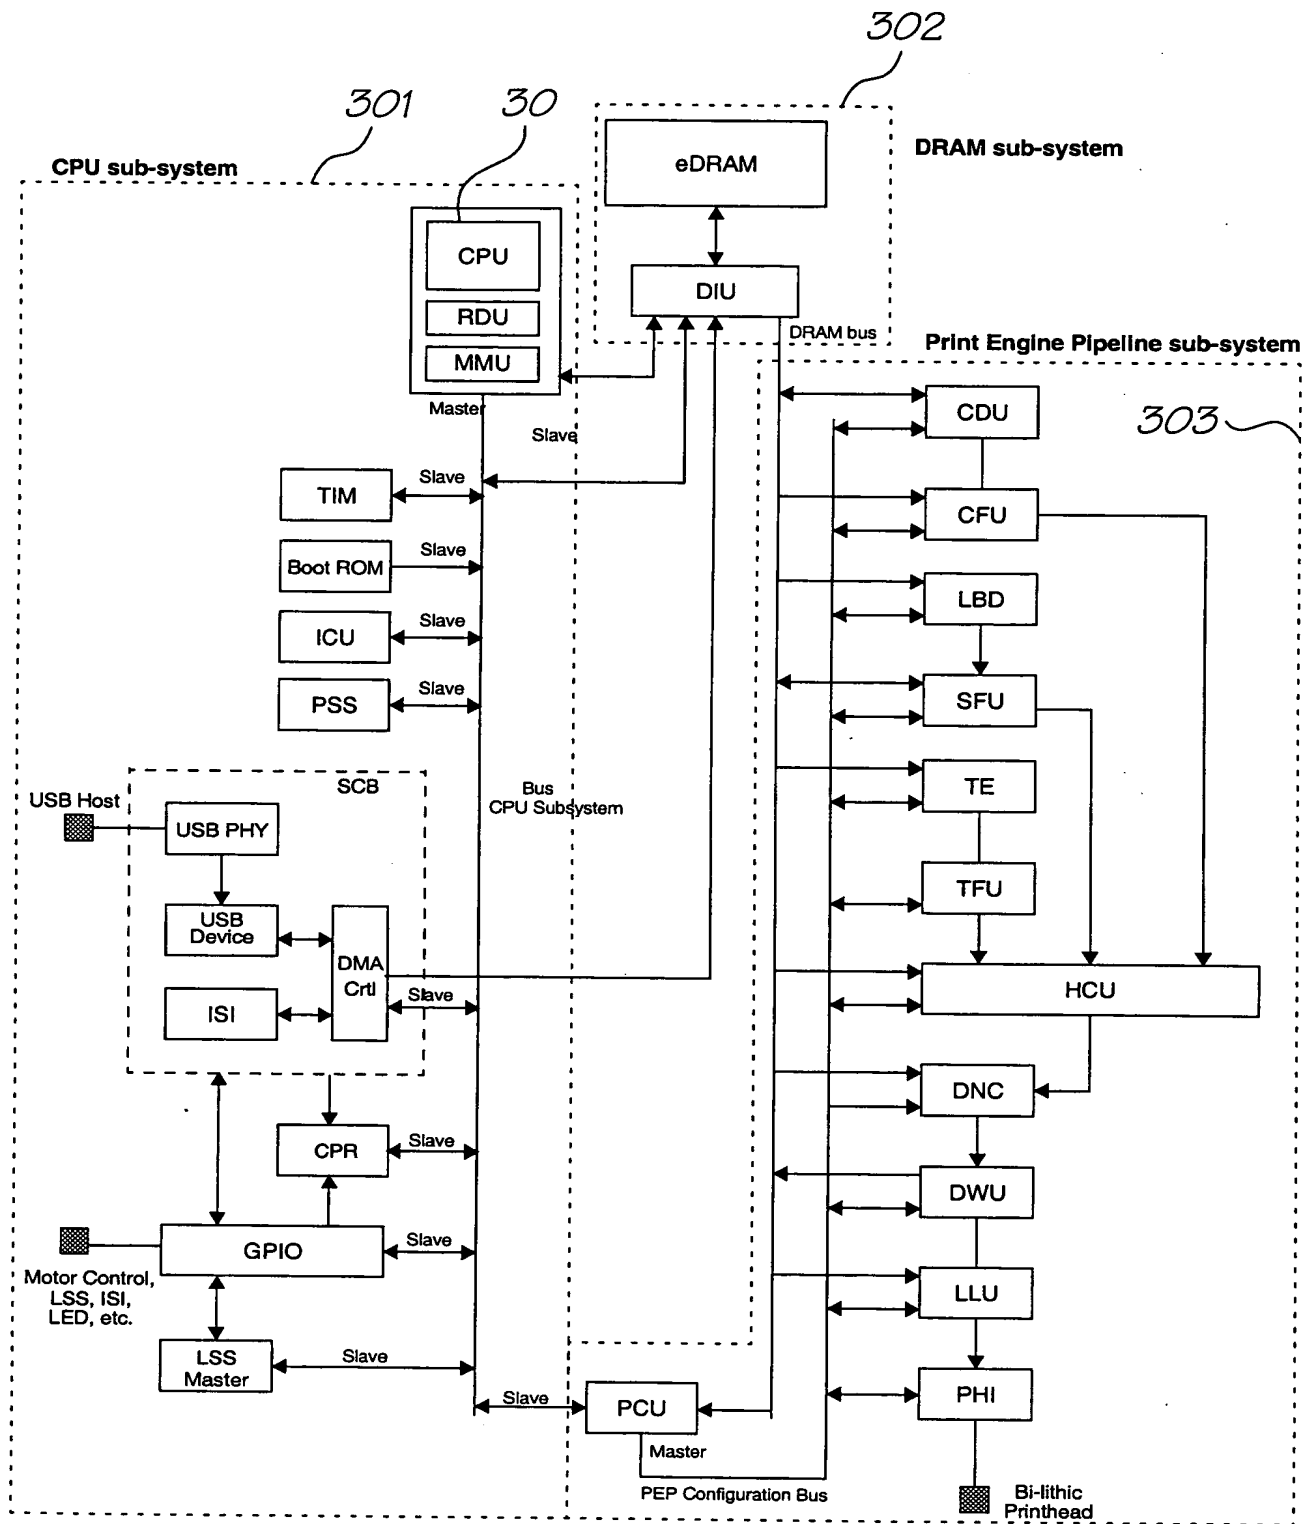 302
301
30
CPU sub-system
DRAM sub-system
eDRAM
CPU
RDU
MMU
DIU
DRAM bus
Print Engine Pipeline sub-system
303
Master
Slave
CDU
TIM
Slave
CFU
Boot ROM
Slave
LBD
ICU
Slave
PSS
Slave
SFU
SCB
Bus
CPU Subsystem
TE
USB Host
USB PHY
TFU
USB
Device
DMA
Crtl
ISI
Slave
HCU
DNC
CPR
Slave
DWU
GPIO
Slave
Motor Control,
LSS, ISI,
LED, etc.
LLU
LSS
Master
Slave
PHI
Slave
PCU
Master
PEP Configuration Bus
Bi-lithic
Printhead